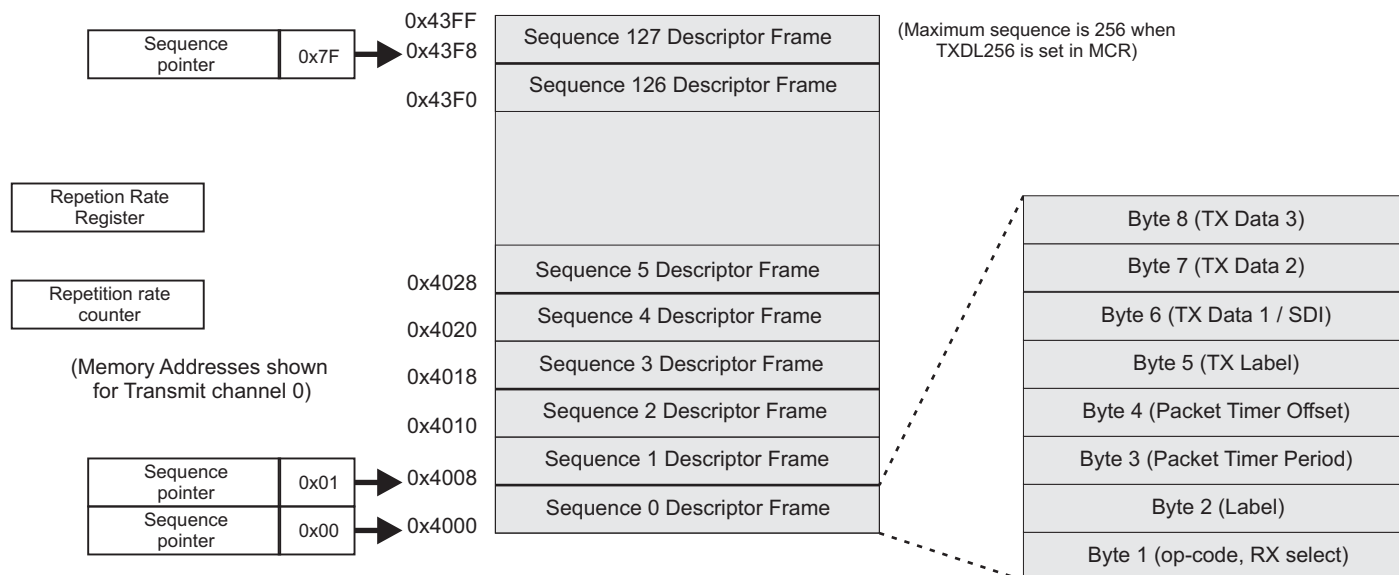 0x43FF
Sequence
pointer
0x7F
0x43F8
Sequence 127 Descriptor Frame
(Maximum sequence is 256 when
TXDL256 is set in MCR)
Sequence 126 Descriptor Frame
0x43F0
Repetion Rate
Register
Repetition rate
counter
(Memory Addresses shown
for Transmit channel 0)
0x4028
Sequence 5 Descriptor Frame
0x4020
Sequence 4 Descriptor Frame
0x4018
Sequence 3 Descriptor Frame
0x4010
Sequence 2 Descriptor Frame
Sequence
pointer
0x01
0x4008
Sequence 1 Descriptor Frame
Sequence
pointer
0x00
0x4000
Sequence 0 Descriptor Frame
Byte 8 (TX Data 3)
Byte 7 (TX Data 2)
Byte 6 (TX Data 1 / SDI)
Byte 5 (TX Label)
Byte 4 (Packet Timer Offset)
Byte 3 (Packet Timer Period)
Byte 2 (Label)
Byte 1 (op-code, RX select)